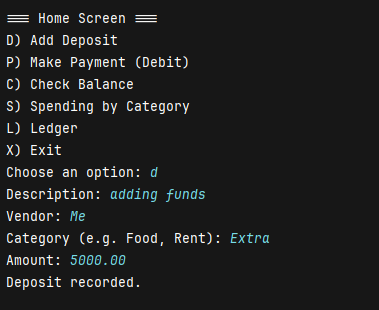 === Home Screen ===
D) Add Deposit
P) Make Payment (Debit)
C) Check Balance
S) Spending by Category
L) Ledger
X) Exit
Choose an option: d
Description: adding funds
Vendor: Me
Category (e.g. Food, Rent): Extra
Amount: 5000.00
Deposit recorded.